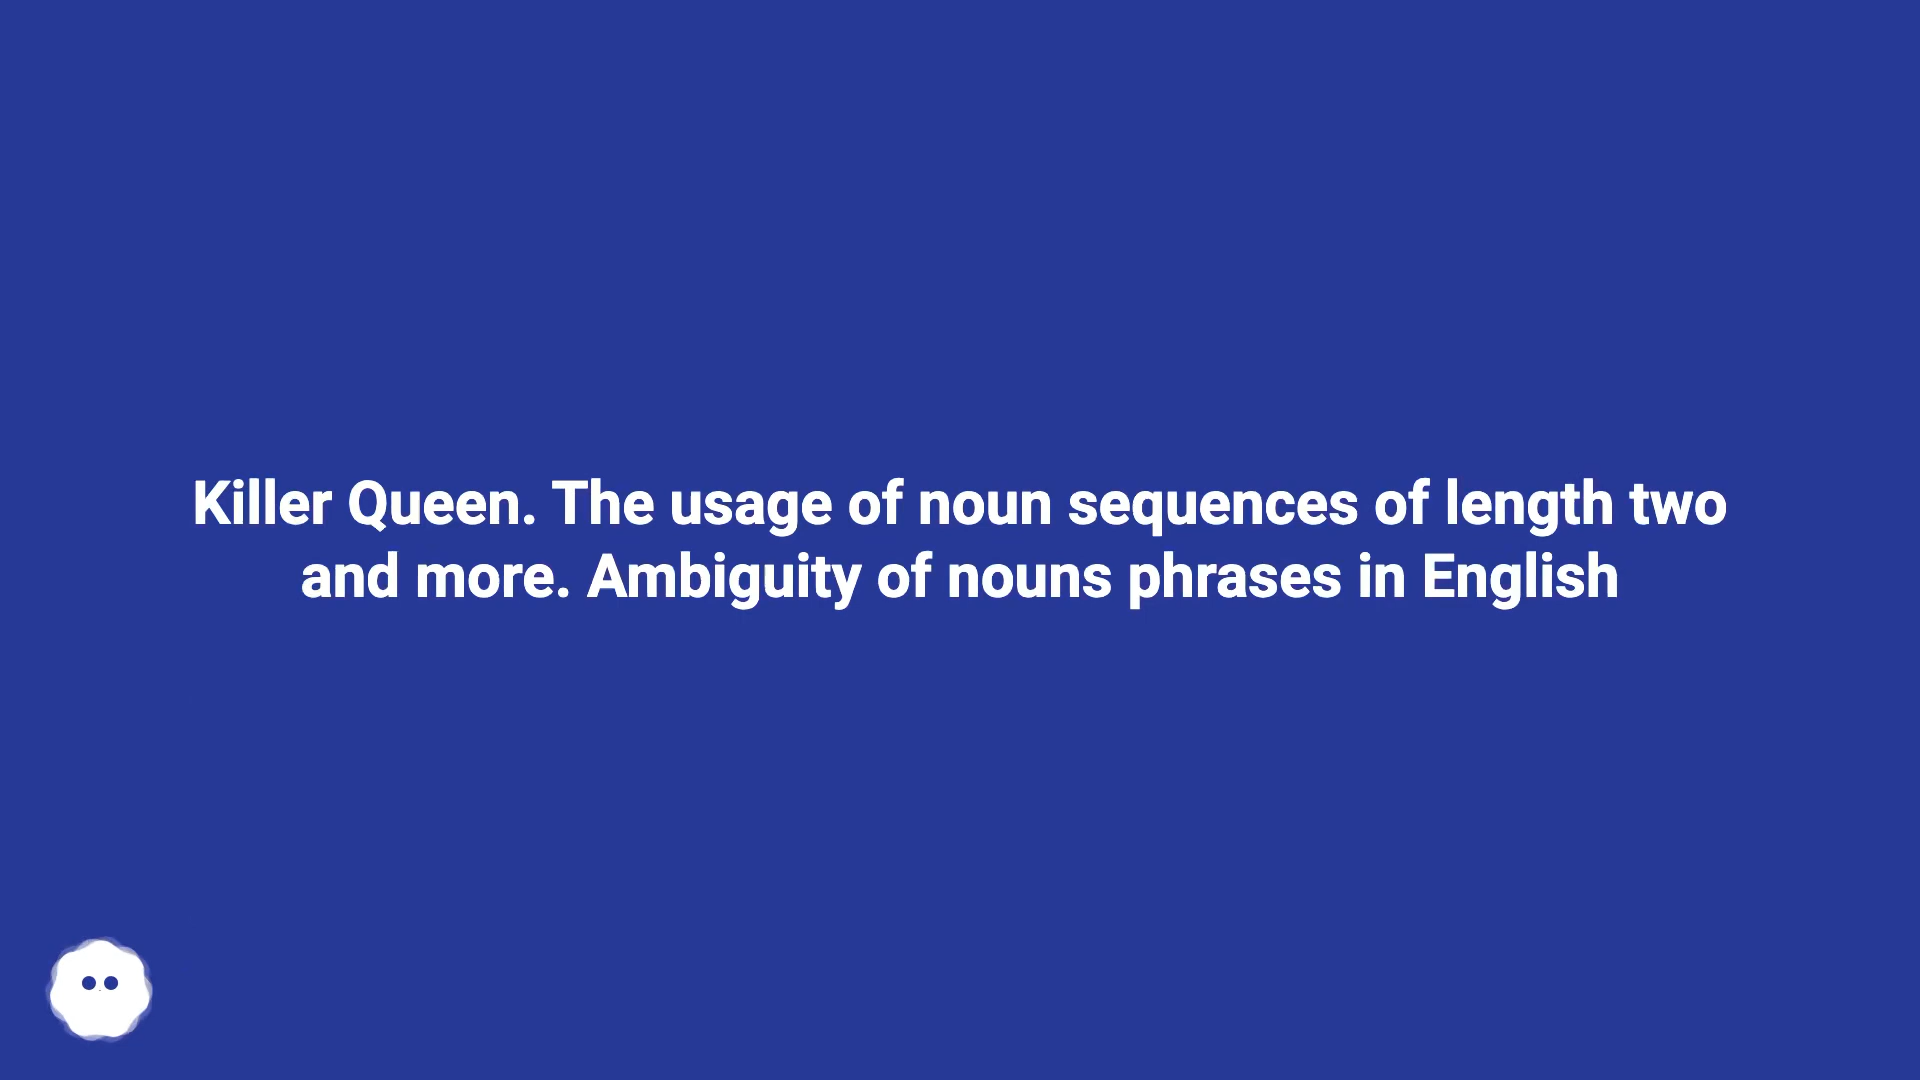 Killer Queen. The usage of noun sequences of length two
and more. Ambiguity of nouns phrases in English